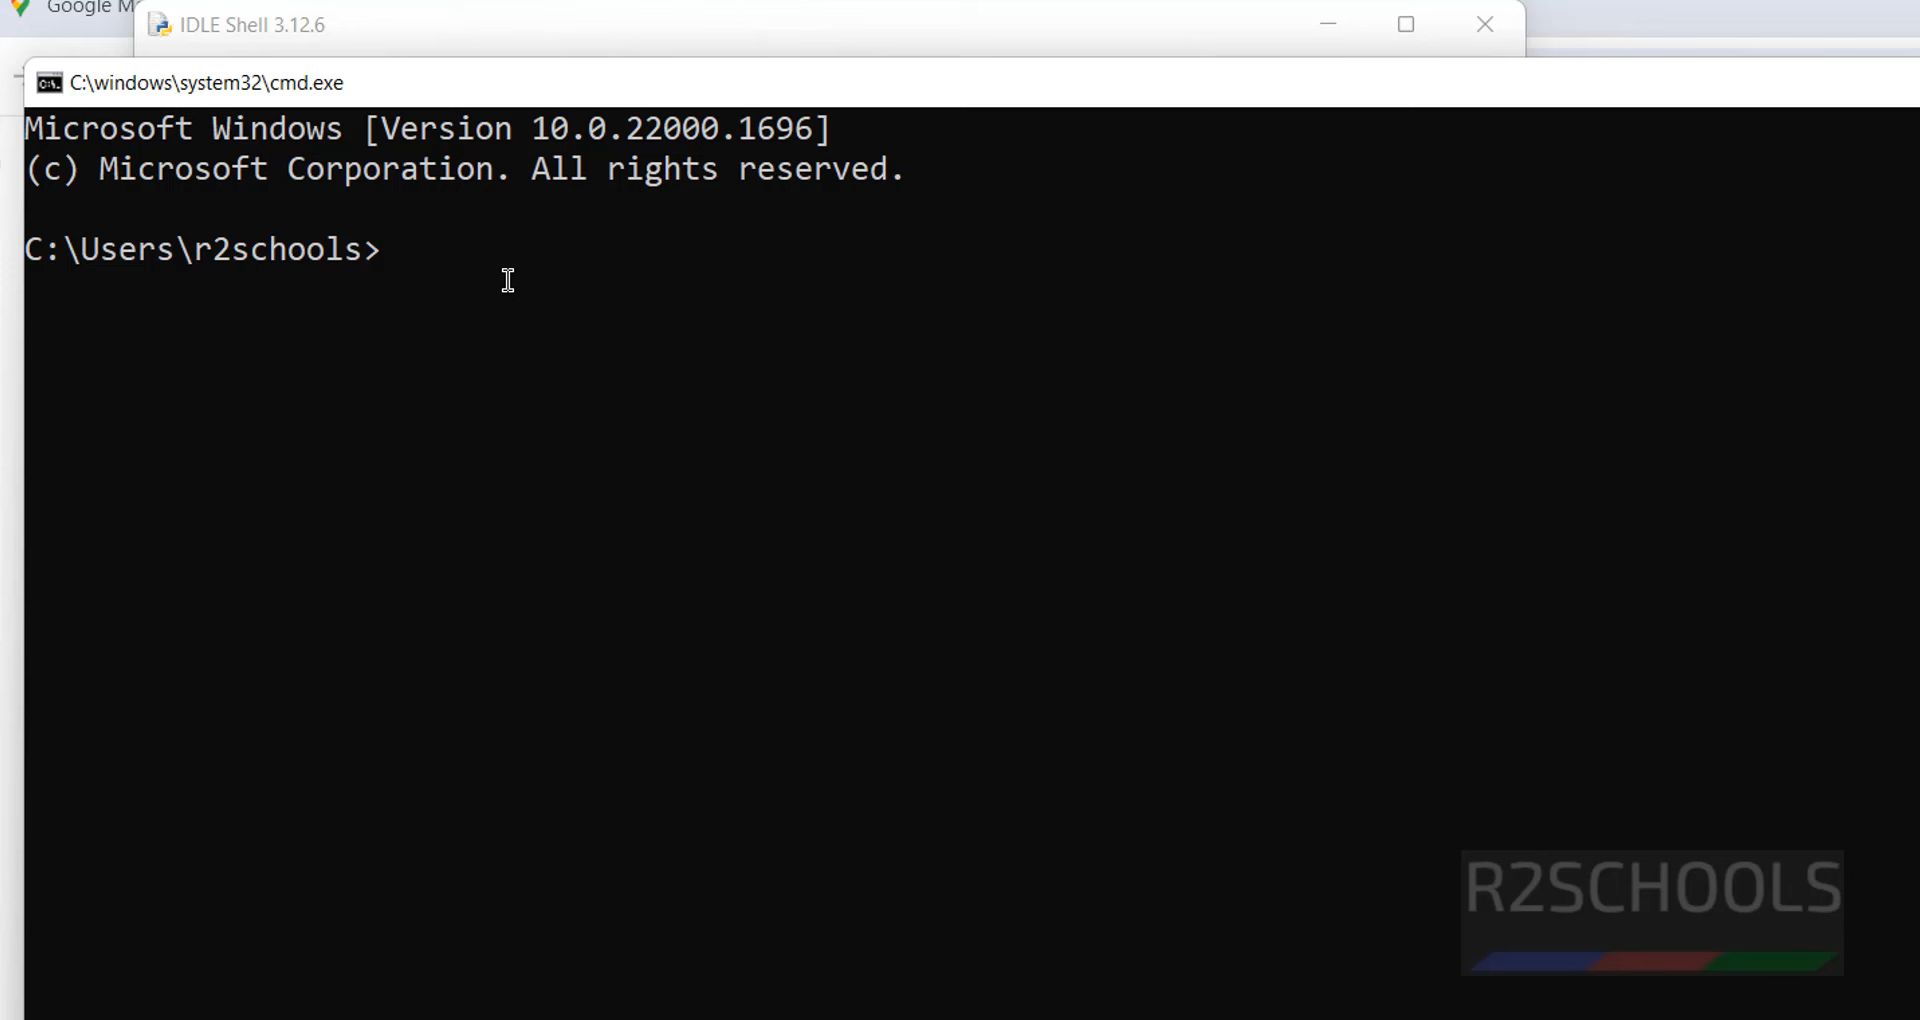 Google M
IDLE Shell 3.12.6
C:\windows\system32\cmd.exe
Microsoft Windows [Version 10.0.22000.1696]
(c) Microsoft Corporation. All rights reserved.
C:\Users\r2schools>
R2SCHOOLS